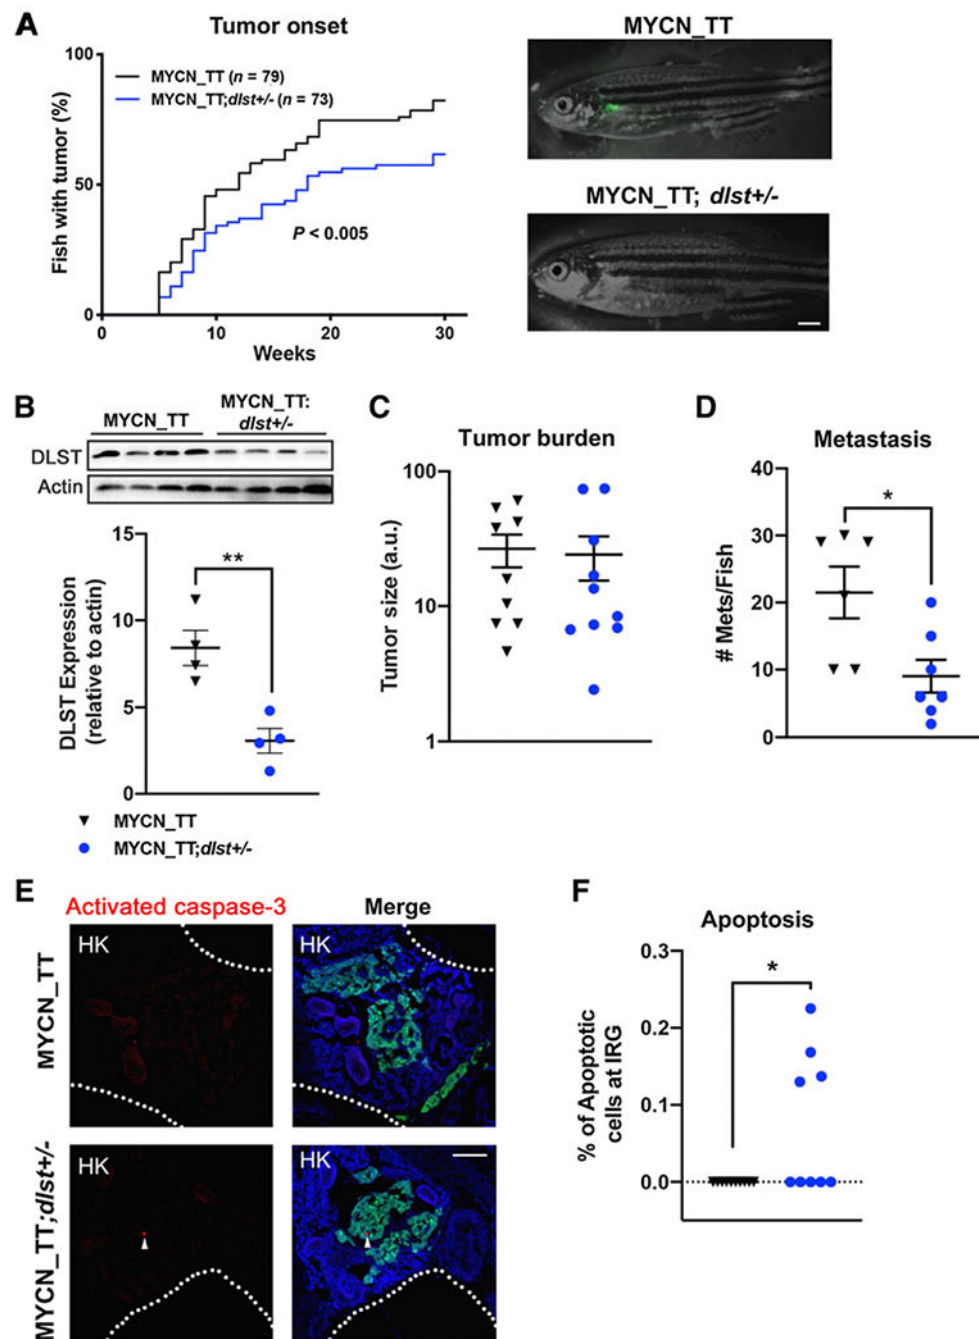 A
Tumor onset
MYCN_TT
Fish with tumor (%)
100
50
0
MYCN_TT (n = 79)
MYCN_TT;dlst+/- (n = 73)
P < 0.005
0 10 20 30
Weeks
MYCN_TT; dlst+/-
B
MYCN_TT
MYCN_TT:
dlst+/-
DLST
Actin
DLST Expression
(relative to actin)
15
10
5
0
**
MYCN_TT
MYCN_TT;dlst+/-
C
Tumor burden
Tumor size (a.u.)
100
10
1
D
Metastasis
# Mets/Fish
40
30
20
10
0
*
E
Activated caspase-3
Merge
MYCN_TT
HK
HK
MYCN_TT;dlst+/-
HK
HK
F
Apoptosis
% of Apoptotic
cells at IRG
0.3
0.2
0.1
0.0
*